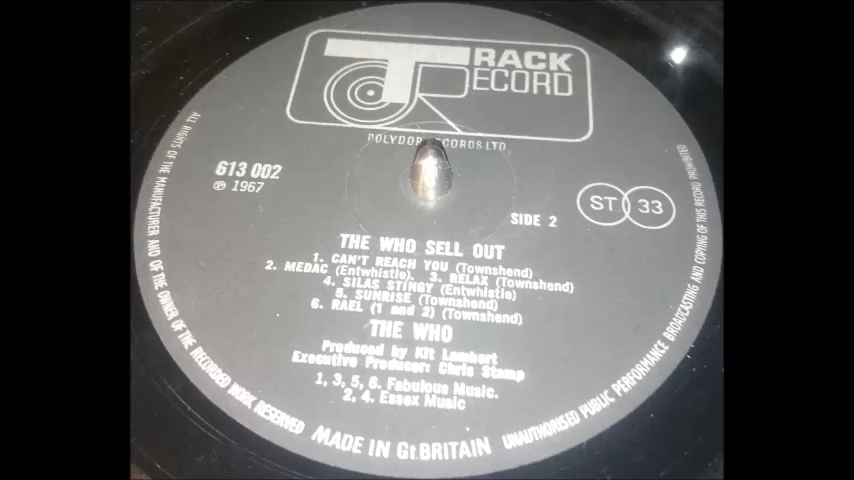 TRACK
RECORD
POLYDOR RECORDS LTD
613 002
℗ 1967
SIDE 2
ST. 33
THE WHO SELL OUT
1. CAN'T REACH YOU (Townshend)
2. MEDAC (Entwhistle). 3. RELAX (Townshend)
4. SILAS STINGY (Entwhistle)
5. SUNRISE (Townshend)
6. RAEL (1 and 2) (Townshend)
THE WHO
Produced by Kit Lambert
Executive Producer: Chris Stamp
1, 3, 5, 6. Fabulous Music.
2, 4. Essex Music
ALL RIGHTS OF THE MANUFACTURER AND OF THE OWNER OF THE RECORDED WORK RESERVED
MADE IN Gt. BRITAIN
UNAUTHORISED PUBLIC PERFORMANCE BROADCASTING AND COPYING OF THIS RECORD PROHIBITED